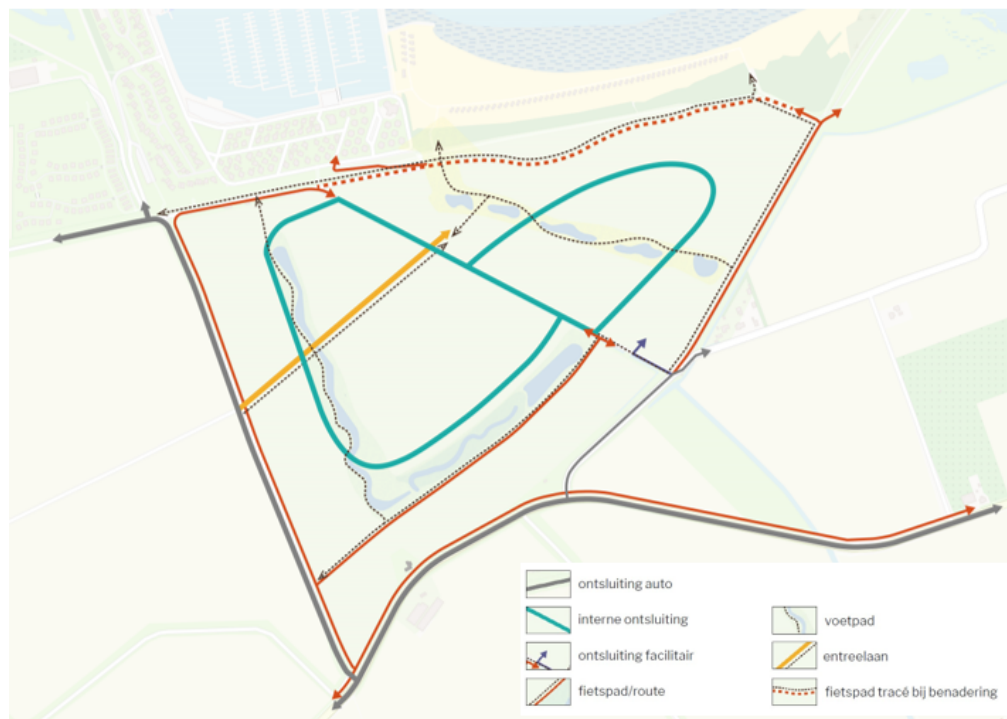 ontsluiting auto
interne ontsluiting
ontsluiting facilitair
fietspad/route
voetpad
entreelaan
fietspad tracé bij benadering